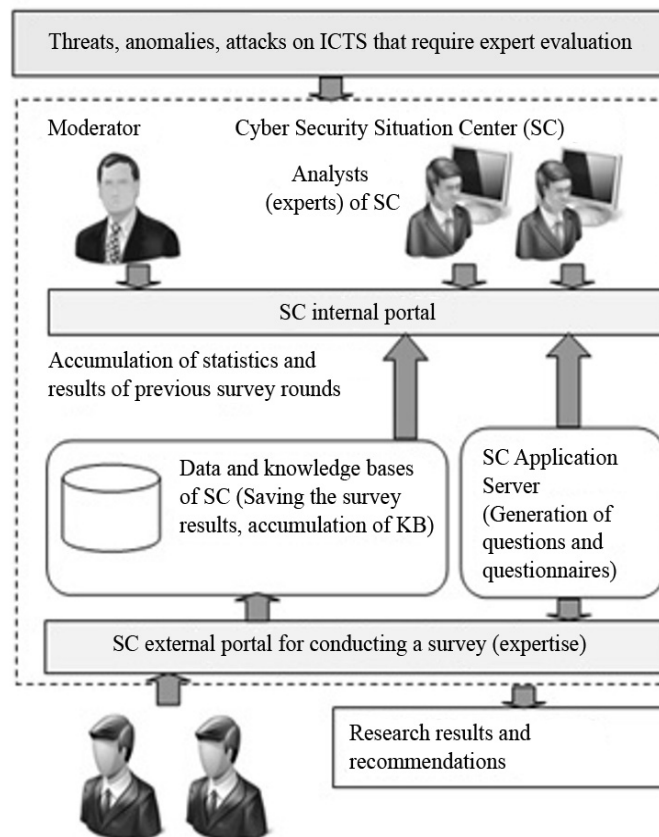 Threats, anomalies, attacks on ICTS that require expert evaluation
Moderator
Cyber Security Situation Center (SC)
Analysts
(experts) of SC
SC internal portal
Accumulation of statistics and
results of previous survey rounds
Data and knowledge bases
of SC (Saving the survey
results, accumulation of KB)
SC Application
Server
(Generation of
questions and
questionnaires)
SC external portal for conducting a survey (expertise)
Research results and
recommendations